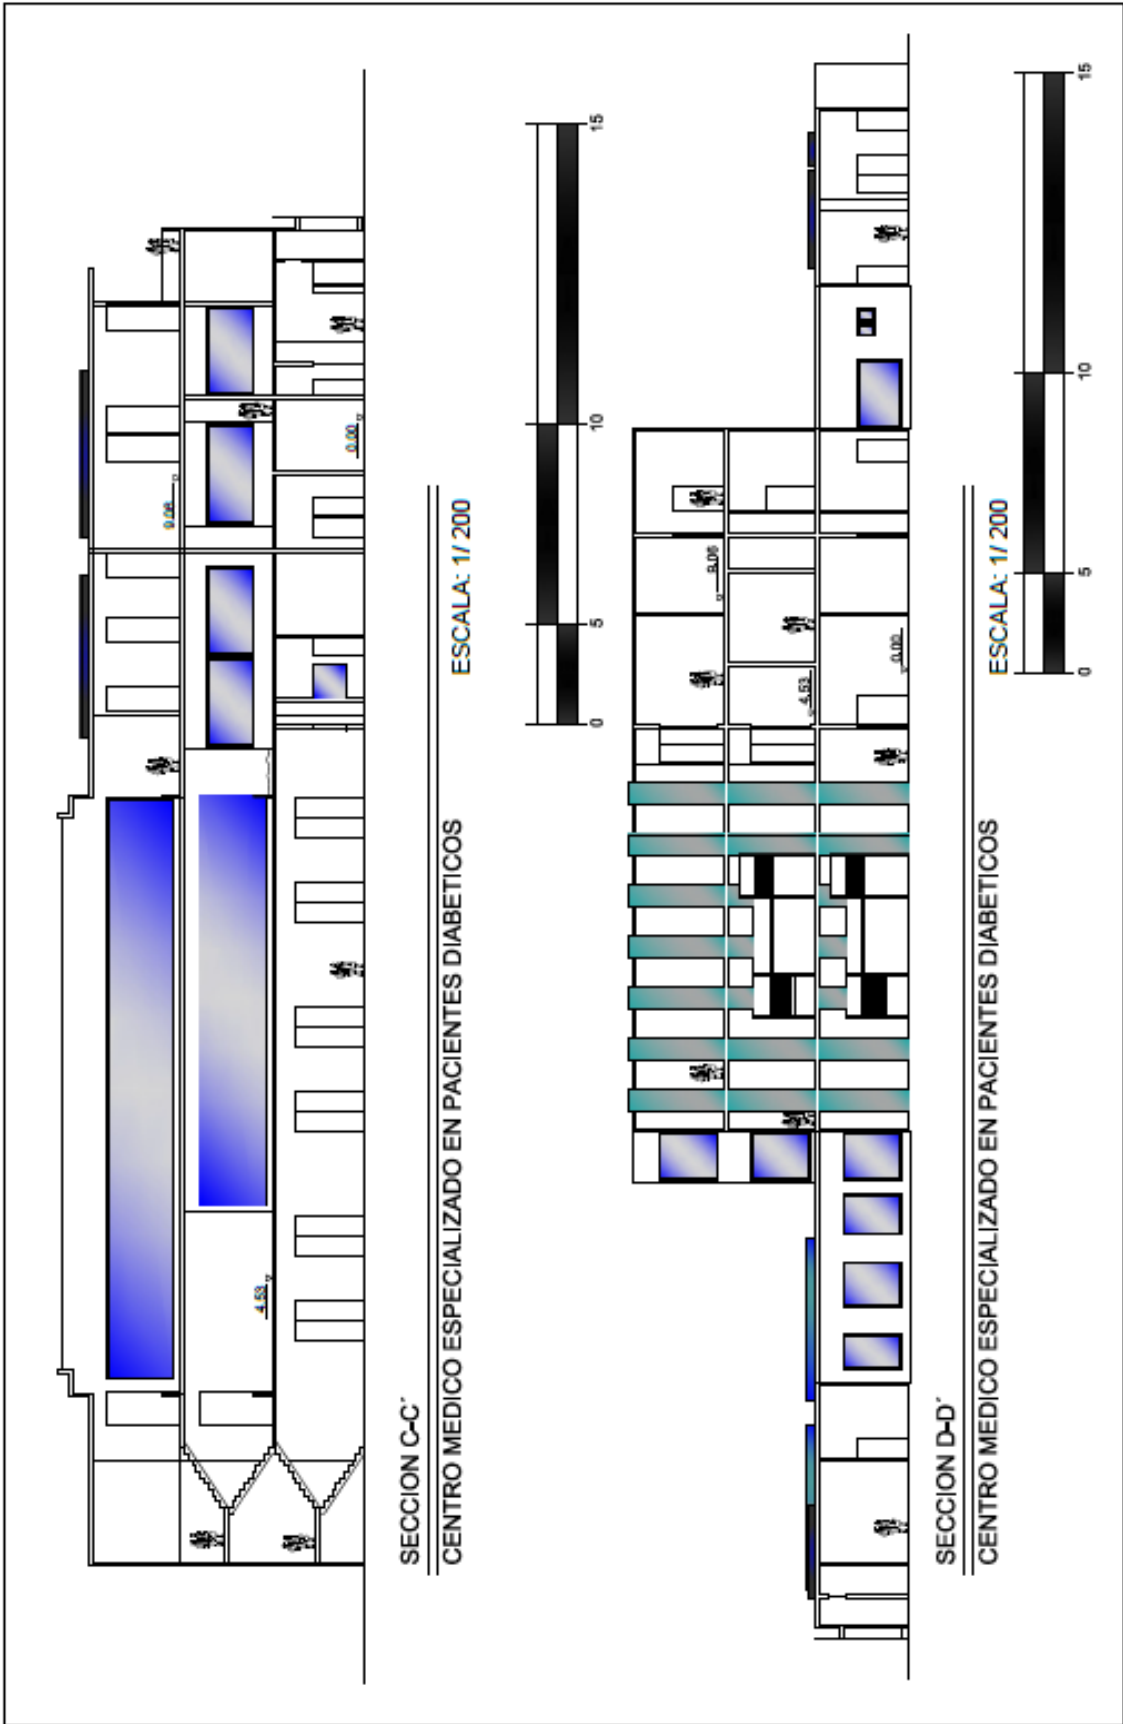 9.06
0.00
4.53
SECCION C-C'
ESCALA: 1/ 200
CENTRO MEDICO ESPECIALIZADO EN PACIENTES DIABETICOS
0
5
10
15
9.06
4.53
0.00
SECCION D-D'
ESCALA: 1/ 200
CENTRO MEDICO ESPECIALIZADO EN PACIENTES DIABETICOS
0
5
10
15